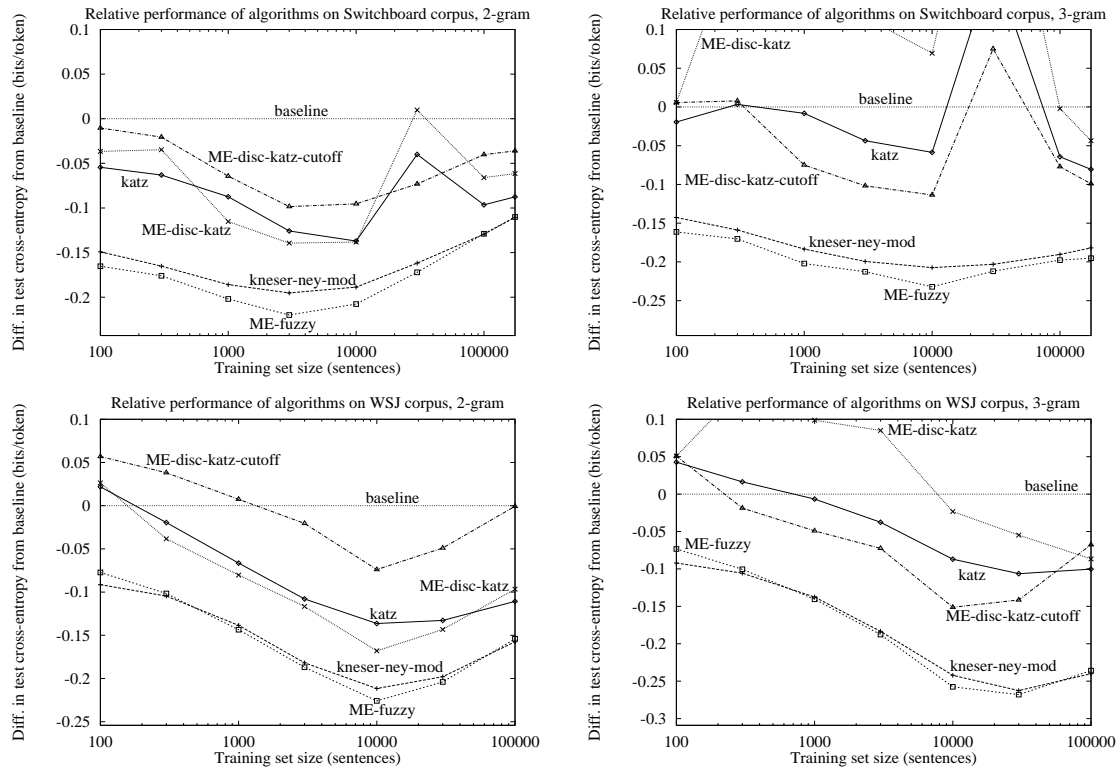 Relative performance of algorithms on Switchboard corpus, 2-gram
Diff. in test cross-entropy from baseline (bits/token)
0.1
0.05
0
-0.05
-0.1
-0.15
-0.2
baseline
ME-disc-katz-cutoff
katz
ME-disc-katz
kneser-ney-mod
ME-fuzzy
100
1000
10000
100000
Training set size (sentences)
Relative performance of algorithms on Switchboard corpus, 3-gram
Diff. in test cross-entropy from baseline (bits/token)
0.1
0.05
0
-0.05
-0.1
-0.15
-0.2
-0.25
ME-disc-katz
baseline
katz
ME-disc-katz-cutoff
kneser-ney-mod
ME-fuzzy
100
1000
10000
100000
Training set size (sentences)
Relative performance of algorithms on WSJ corpus, 2-gram
Diff. in test cross-entropy from baseline (bits/token)
0.1
0.05
0
-0.05
-0.1
-0.15
-0.2
-0.25
ME-disc-katz-cutoff
baseline
ME-disc-katz
katz
kneser-ney-mod
ME-fuzzy
100
1000
10000
100000
Training set size (sentences)
Relative performance of algorithms on WSJ corpus, 3-gram
Diff. in test cross-entropy from baseline (bits/token)
0.1
0.05
0
-0.05
-0.1
-0.15
-0.2
-0.25
-0.3
ME-disc-katz
baseline
ME-fuzzy
katz
ME-disc-katz-cutoff
kneser-ney-mod
100
1000
10000
100000
Training set size (sentences)